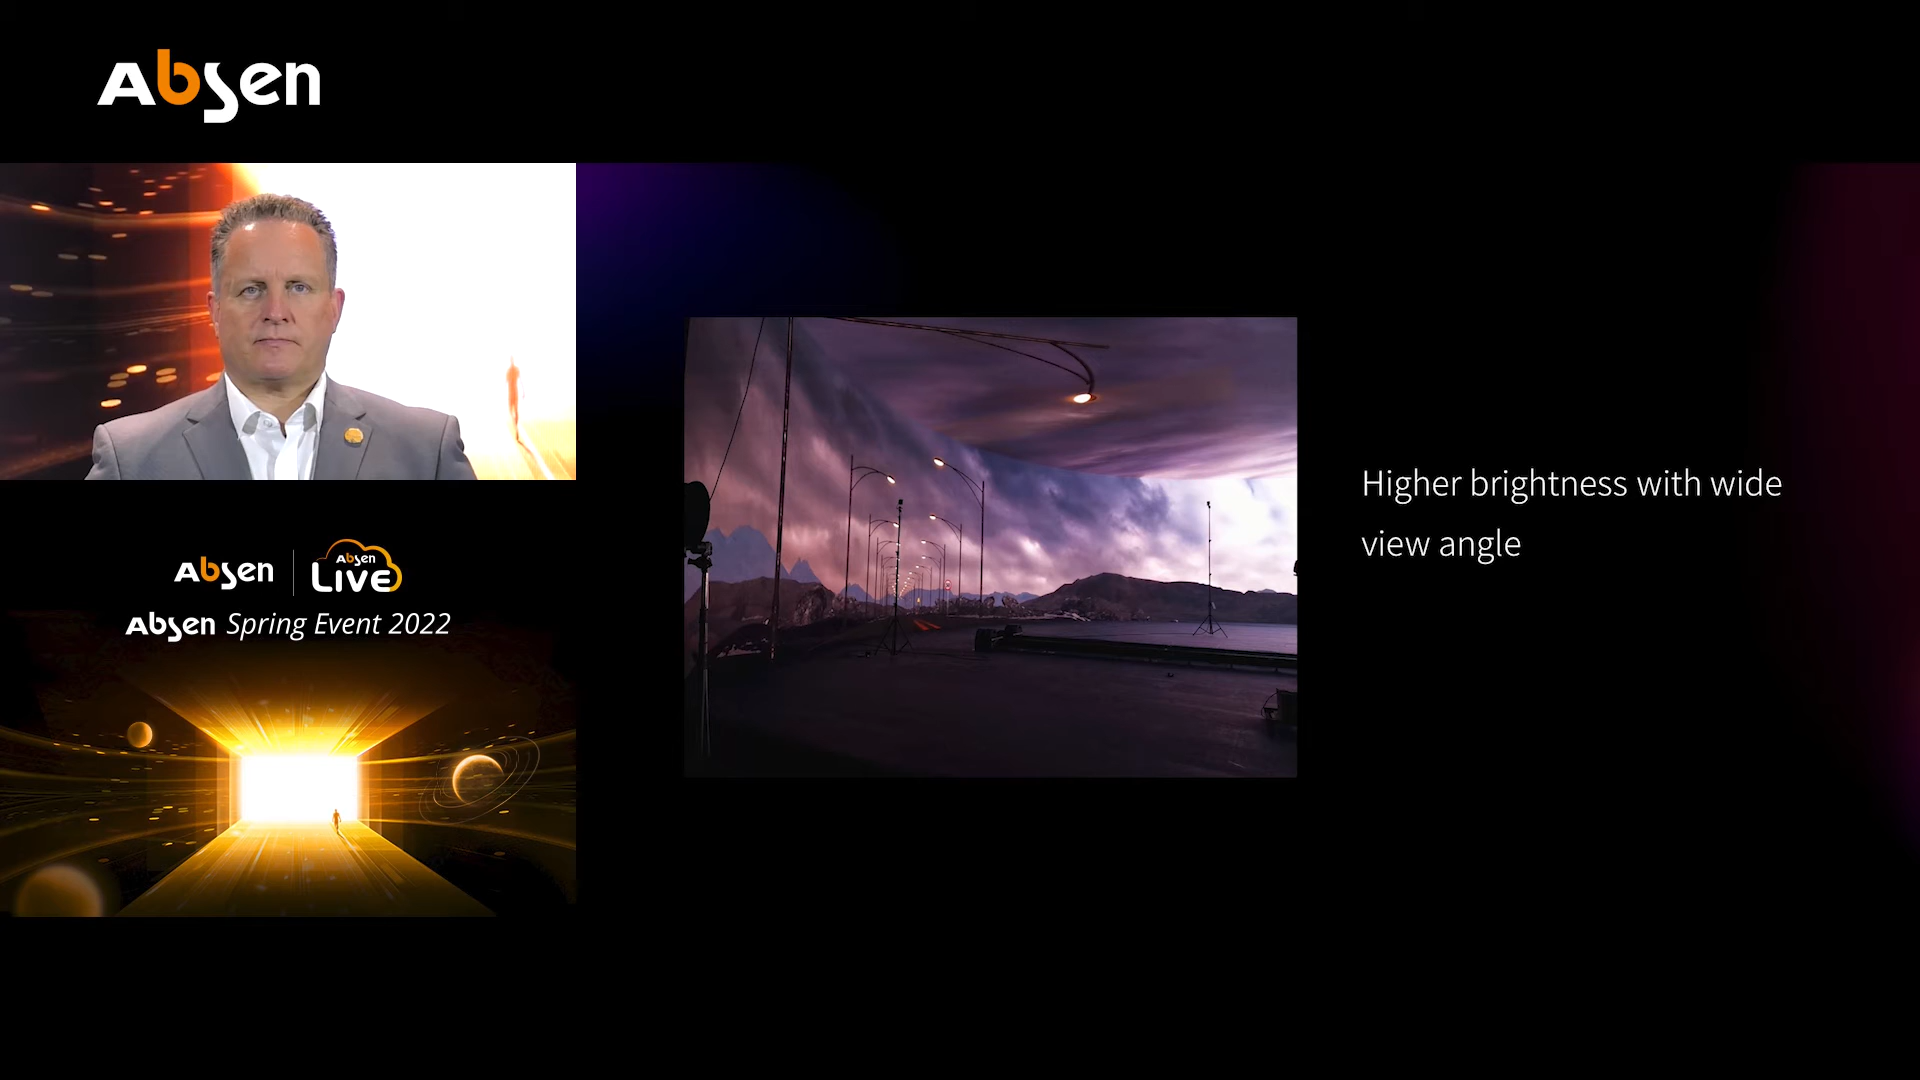 Absen
Absen
Absen
LIVE
Absen Spring Event 2022
Higher brightness with wide
view angle